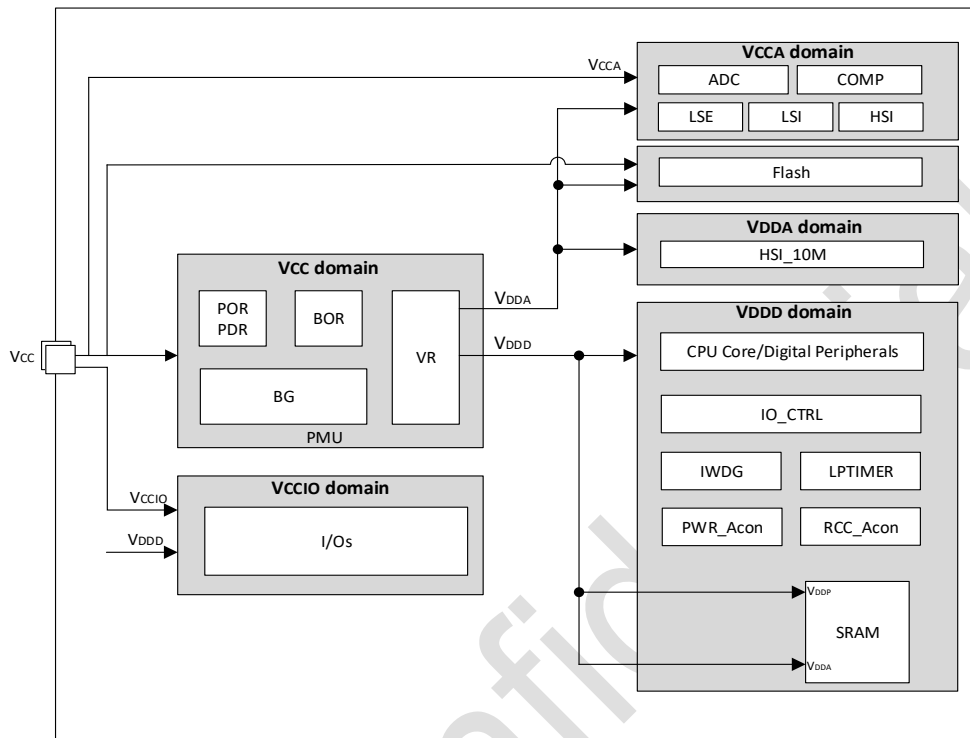 VCCA domain
VCCA
ADC
COMP
LSE
LSI
HSI
Flash
VDDA domain
HSI_10M
VCC domain
POR
PDR
BOR
VR
BG
PMU
VDDA
VDDD
VCC
VDDD domain
CPU Core/Digital Peripherals
IO_CTRL
IWDG
LPTIMER
PWR_Acon
RCC_Acon
VDDP
SRAM
VDDA
VCCIO domain
VCCIO
I/Os
VDDD